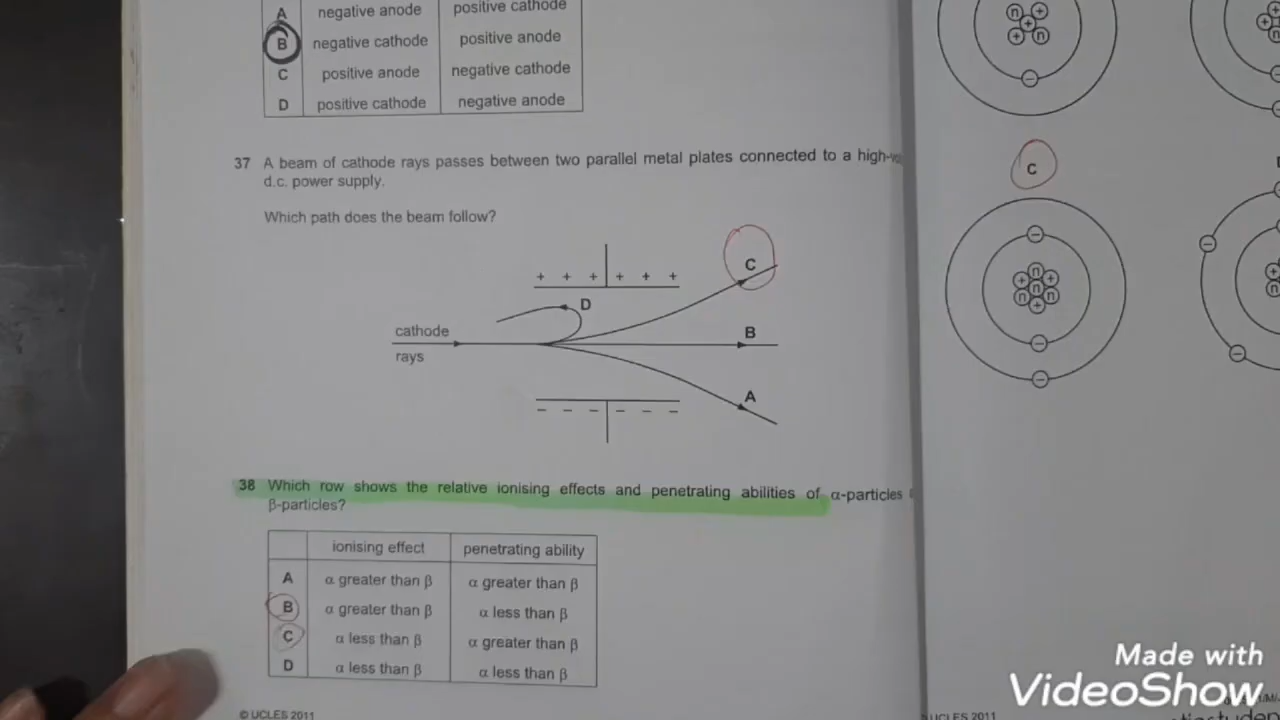 A negative anode positive cathode
B negative cathode positive anode
C positive anode negative cathode
D positive cathode negative anode
37 A beam of cathode rays passes between two parallel metal plates connected to a high-
d.c. power supply.
Which path does the beam follow?
+ + + + + +
C
D
cathode
rays
B
A
− − − − − −
38 Which row shows the relative ionising effects and penetrating abilities of α-particles
β-particles?
ionising effect penetrating ability
A α greater than β α greater than β
B α greater than β α less than β
C α less than β α greater than β
D α less than β α less than β
© UCLES 2011
n +
+
+ n
−
C
−
+ + +
n n n
+
−
−
−
−
UCLES 2011
Made with
VideoShow